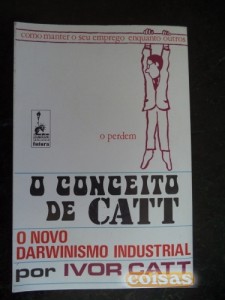 como manter o seu emprego enquanto outros
o perdem
O CONCEITO
DE CATT
O NOVO
DARWINISMO INDUSTRIAL
por IVOR CATT
coisas